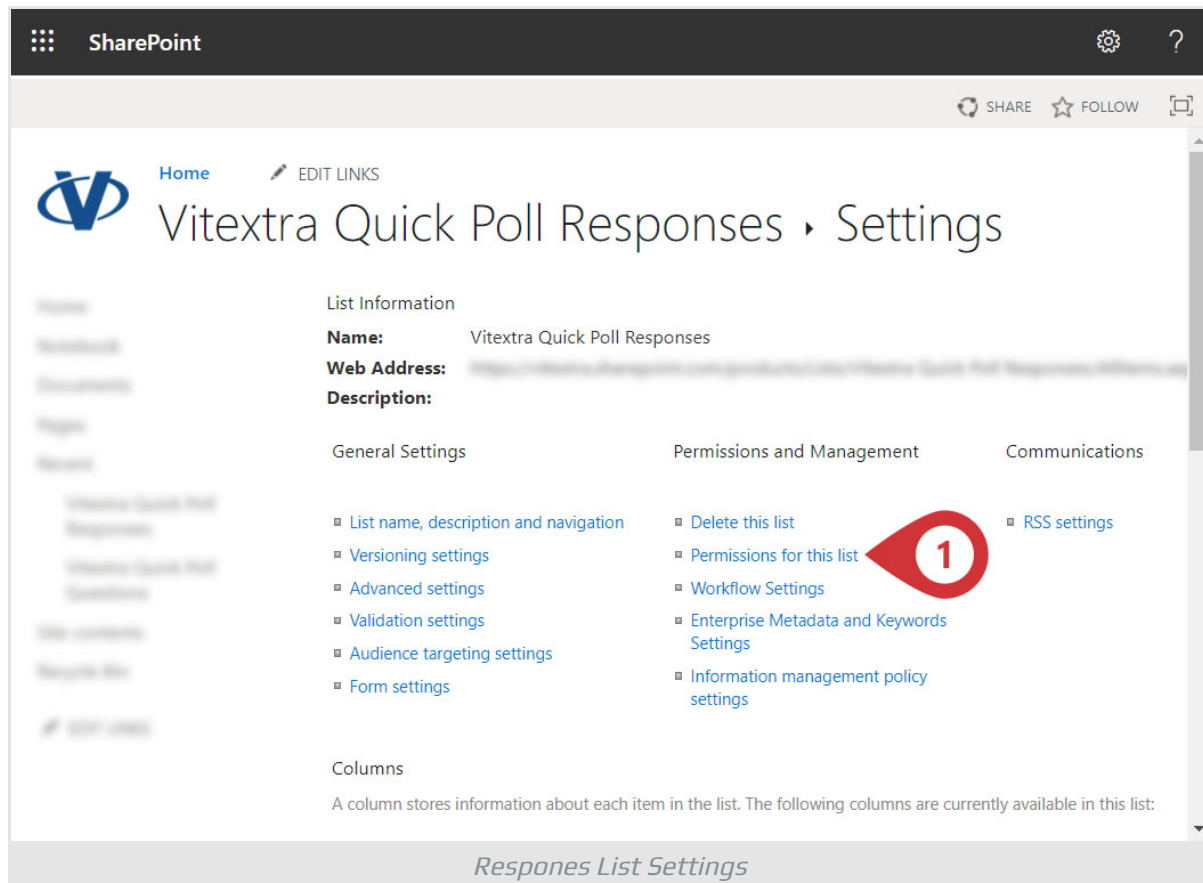 SharePoint ?
SHARE FOLLOW
Home EDIT LINKS
Vitextra Quick Poll Responses ▸ Settings
List Information
Name: Vitextra Quick Poll Responses
Web Address:
Description:
General Settings
List name, description and navigation
Versioning settings
Advanced settings
Validation settings
Audience targeting settings
Form settings
Permissions and Management
Delete this list
Permissions for this list
1
Workflow Settings
Enterprise Metadata and Keywords
Settings
Information management policy
settings
Communications
RSS settings
Columns
A column stores information about each item in the list. The following columns are currently available in this list:
Respones List Settings